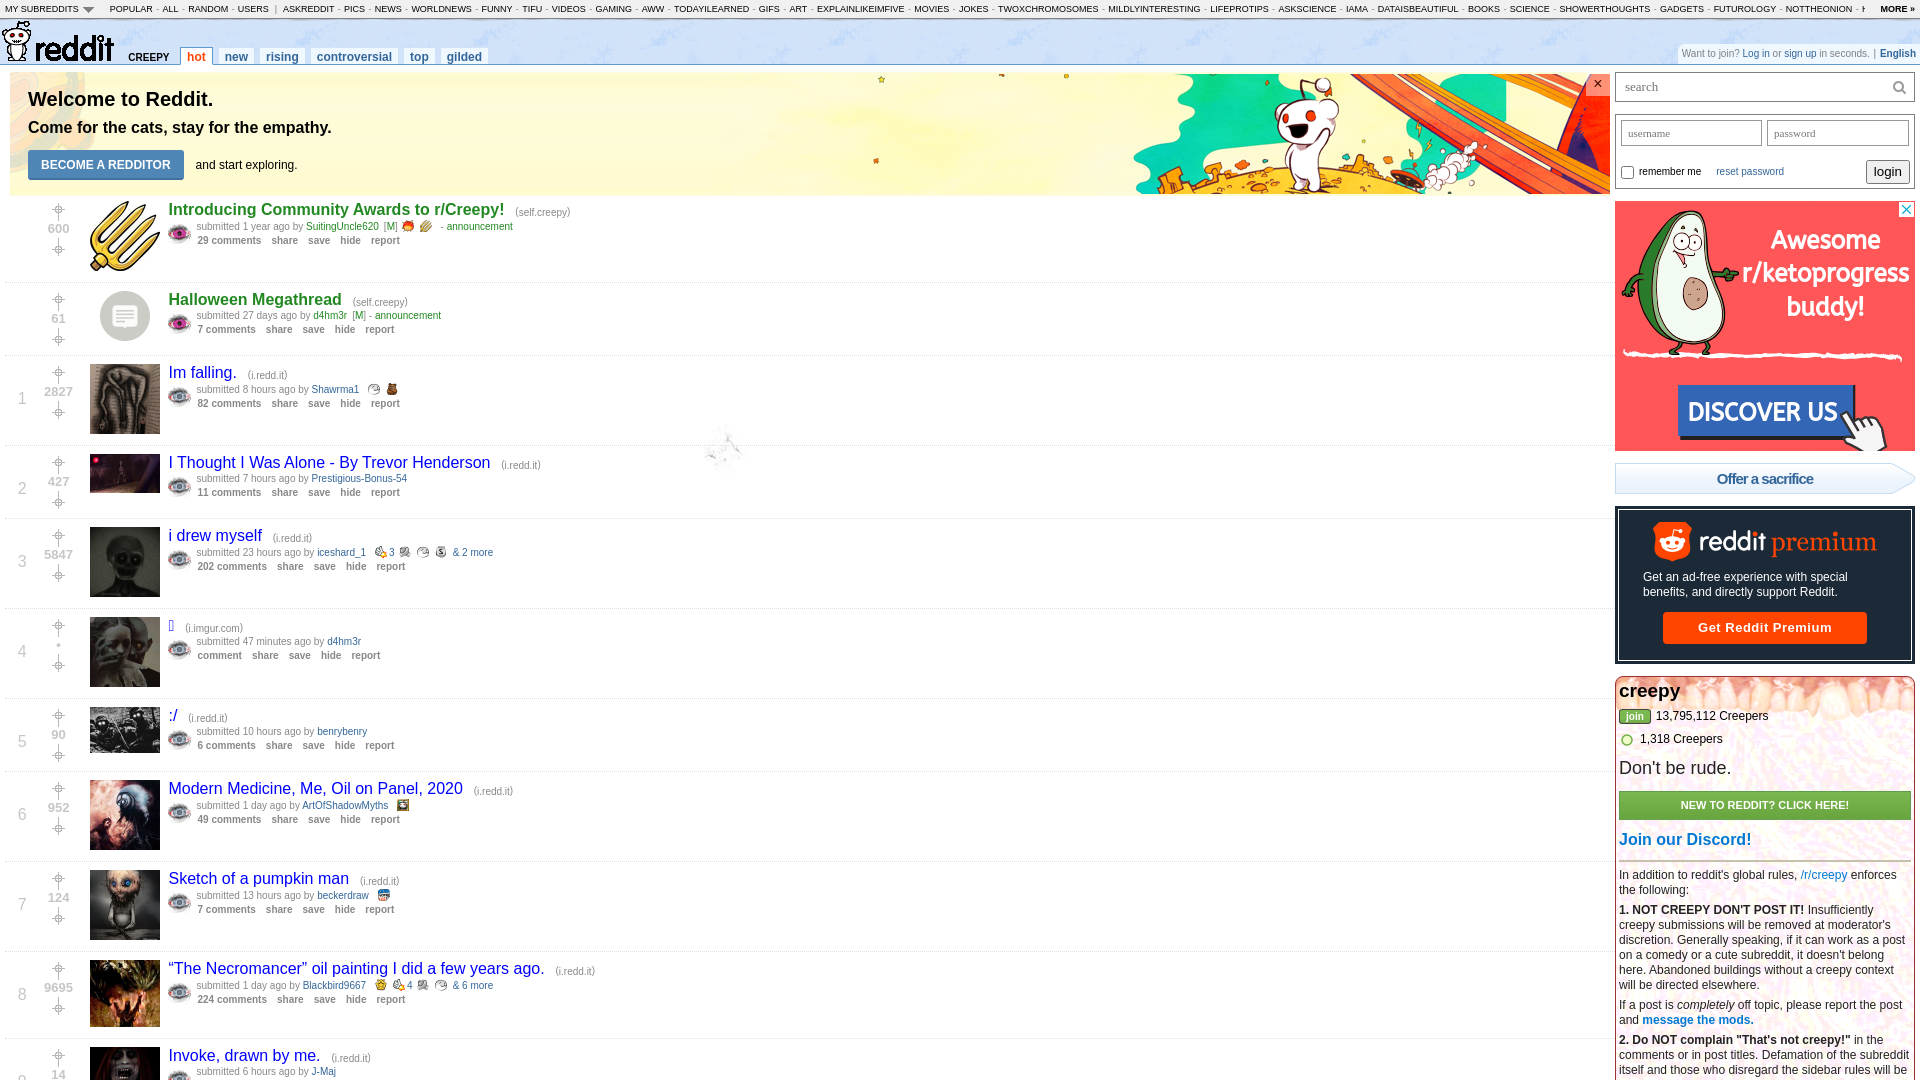 MY SUBREDDITS POPULAR - ALL - RANDOM - USERS | ASKREDDIT - PICS - NEWS - WORLDNEWS - FUNNY - TIFU - VIDEOS - GAMING - AWW - TODAYILEARNED - GIFS - ART - EXPLAINLIKEIMFIVE - MOVIES - JOKES - TWOXCHROMOSOMES - MILDLYINTERESTING - LIFEPROTIPS - ASKSCIENCE - IAMA - DATAISBEAUTIFUL - BOOKS - SCIENCE - SHOWERTHOUGHTS - GADGETS - FUTUROLOGY - NOTTHEONION - MORE »
reddit CREEPY hot new rising controversial top gilded
Want to join? Log in or sign up in seconds. | English
Welcome to Reddit.
Come for the cats, stay for the empathy.
BECOME A REDDITOR and start exploring.
×
600
Introducing Community Awards to r/Creepy! (self.creepy)
submitted 1 year ago by SuitingUncle620 [M] - announcement
29 comments share save hide report
61
Halloween Megathread (self.creepy)
submitted 27 days ago by d4hm3r [M] - announcement
7 comments share save hide report
1
2827
Im falling. (i.redd.it)
submitted 8 hours ago by Shawrma1
82 comments share save hide report
2
427
I Thought I Was Alone - By Trevor Henderson (i.redd.it)
submitted 7 hours ago by Prestigious-Bonus-54
11 comments share save hide report
3
5847
i drew myself (i.redd.it)
submitted 23 hours ago by iceshard_1 3 & 2 more
202 comments share save hide report
4
•
(i.imgur.com)
submitted 47 minutes ago by d4hm3r
comment share save hide report
5
90
:/ (i.redd.it)
submitted 10 hours ago by benrybenry
6 comments share save hide report
6
952
Modern Medicine, Me, Oil on Panel, 2020 (i.redd.it)
submitted 1 day ago by ArtOfShadowMyths
49 comments share save hide report
7
124
Sketch of a pumpkin man (i.redd.it)
submitted 13 hours ago by beckerdraw
7 comments share save hide report
8
9695
“The Necromancer” oil painting I did a few years ago. (i.redd.it)
submitted 1 day ago by Blackbird9667 4 & 6 more
224 comments share save hide report
14
Invoke, drawn by me. (i.redd.it)
submitted 6 hours ago by J-Maj
search
username password
remember me reset password login
Awesome
r/ketoprogress
buddy!
DISCOVER US
Offer a sacrifice
reddit premium
Get an ad-free experience with special
benefits, and directly support Reddit.
Get Reddit Premium
creepy
join 13,795,112 Creepers
1,318 Creepers
Don't be rude.
NEW TO REDDIT? CLICK HERE!
Join our Discord!
In addition to reddit's global rules, /r/creepy enforces
the following:
1. NOT CREEPY DON'T POST IT! Insufficiently
creepy submissions will be removed at moderator's
discretion. Generally speaking, if it can work as a post
on a comedy or a cute subreddit, it doesn't belong
here. Abandoned buildings without a creepy context
will be directed elsewhere.
If a post is completely off topic, please report the post
and message the mods.
2. Do NOT complain "That's not creepy!" in the
comments or in post titles. Defamation of the subreddit
itself and those who disregard the sidebar rules will be